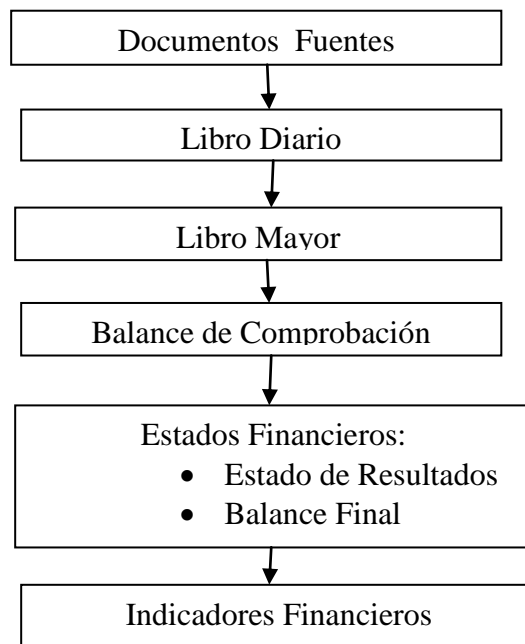 Documentos Fuentes
Libro Diario
Libro Mayor
Balance de Comprobación
Estados Financieros:
• Estado de Resultados
• Balance Final
Indicadores Financieros